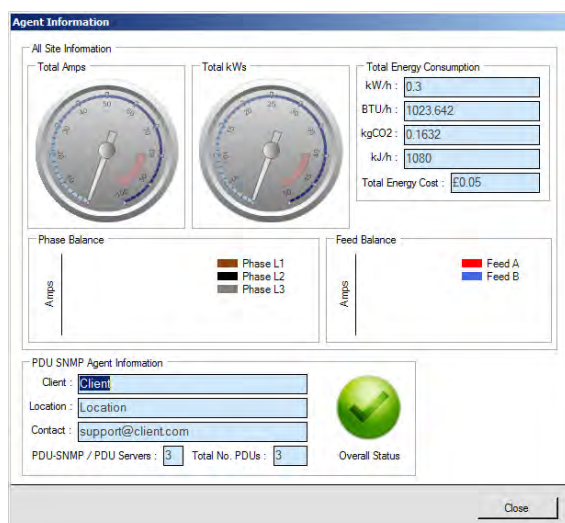 Agent Information
All Site Information
Total Amps
Total kWs
Total Energy Consumption
kW/h : 0.3
BTU/h : 1023.642
kgCO2 : 0.1632
kJ/h : 1080
Total Energy Cost : £0.05
Phase Balance
Amps
Phase L1
Phase L2
Phase L3
Feed Balance
Amps
Feed A
Feed B
PDU SNMP Agent Information
Client : Client
Location : Location
Contact : support@client.com
PDU-SNMP / PDU Servers : 3 Total No. PDUs : 3
Overall Status
Close